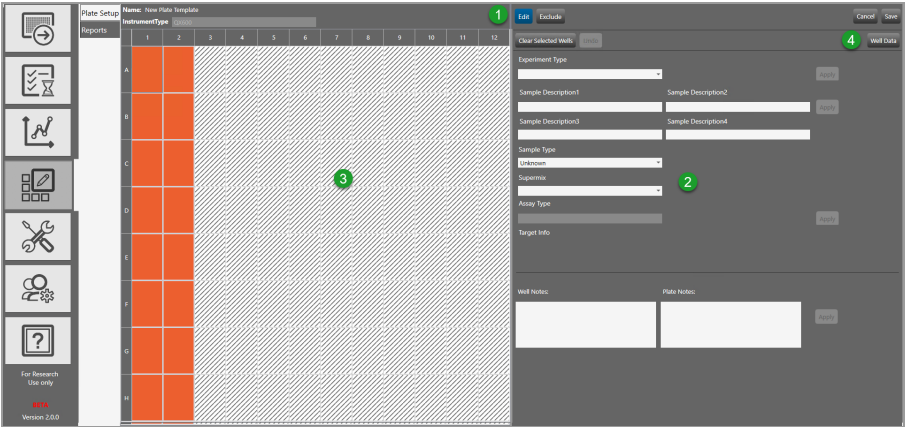 Plate Setup
Reports
Name: New Plate Template
InstrumentType QX600
1
Edit
Exclude
Cancel
Save
1 2 3 4 5 6 7 8 9 10 11 12
A
B
C
D
E
F
G
H
3
Clear Selected Wells
Undo
4
Well Data
Experiment Type
Apply
Sample Description1
Sample Description2
Apply
Sample Description3
Sample Description4
Sample Type
Unknown
Supermix
2
Assay Type
Apply
Target Info
Well Notes:
Plate Notes:
Apply
?
For Research
Use only
BETA
Version 2.0.0